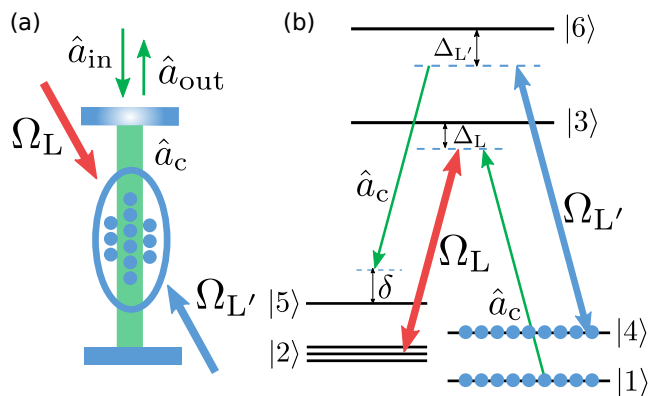 (a)
â_in
â_out
Ω_L
â_c
Ω_L′
(b)
|6⟩
Δ_L′
|3⟩
Δ_L
â_c
Ω_L′
Ω_L
δ
|5⟩
â_c
|4⟩
|2⟩
|1⟩